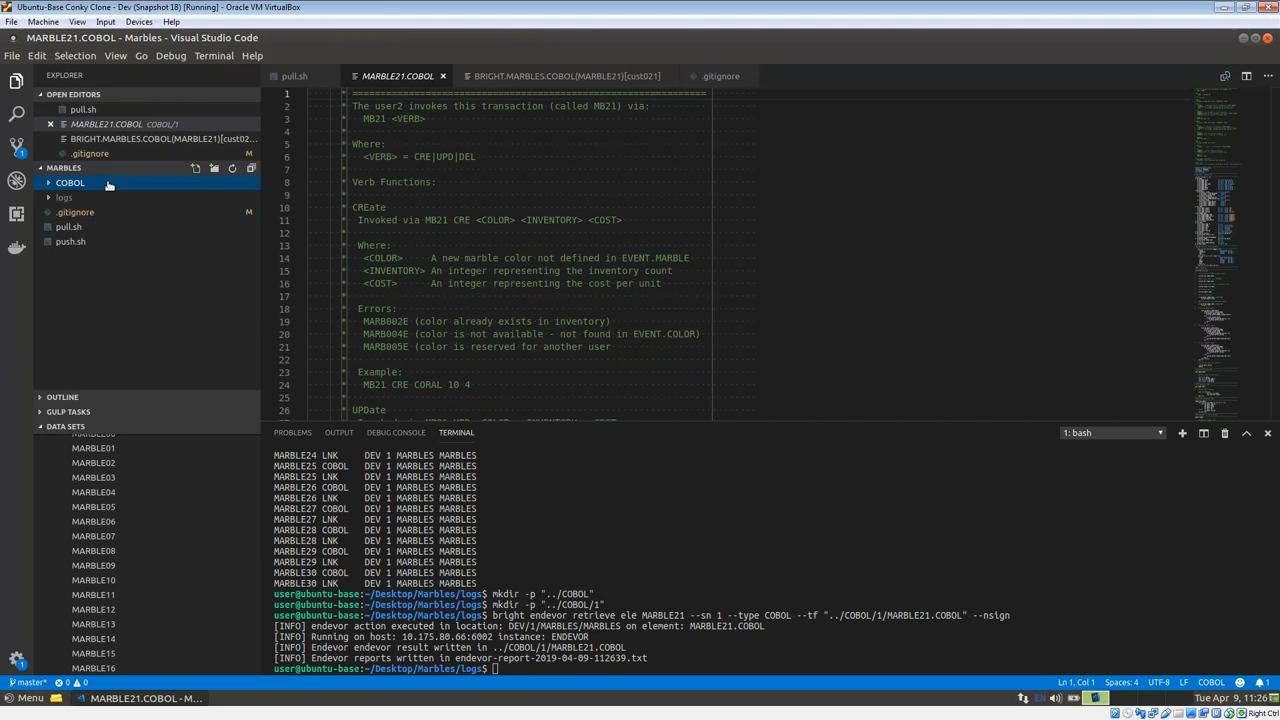 Ubuntu-Base Conky Clone - Dev (Snapshot 18) [Running] - Oracle VM VirtualBox
File Machine View Input Devices Help
MARBLE21.COBOL - Marbles - Visual Studio Code
File Edit Selection View Go Debug Terminal Help
EXPLORER
pull.sh MARBLE21.COBOL BRIGHT.MARBLES.COBOL(MARBLE21)[cust021] .gitignore
OPEN EDITORS
pull.sh
MARBLE21.COBOL COBOL/1
BRIGHT.MARBLES.COBOL(MARBLE21)[cust02...
.gitignore M
MARBLES
COBOL
logs
.gitignore M
pull.sh
push.sh
OUTLINE
GULP TASKS
DATA SETS
MARBLE00
MARBLE01
MARBLE02
MARBLE03
MARBLE04
MARBLE05
MARBLE06
MARBLE07
MARBLE08
MARBLE09
MARBLE10
MARBLE11
MARBLE12
MARBLE13
MARBLE14
MARBLE15
MARBLE16
1 * ================================================================
2 * The user2 invokes this transaction (called MB21) via:
3 * MB21 <VERB>
4 *
5 * Where:
6 * <VERB> = CRE|UPD|DEL
7 *
8 * Verb Functions:
9 *
10 * CREate
11 * Invoked via MB21 CRE <COLOR> <INVENTORY> <COST>
12 *
13 * Where:
14 * <COLOR> A new marble color not defined in EVENT.MARBLE
15 * <INVENTORY> An integer representing the inventory count
16 * <COST> An integer representing the cost per unit
17 *
18 * Errors:
19 * MARB002E (color already exists in inventory)
20 * MARB004E (color is not available - not found in EVENT.COLOR)
21 * MARB005E (color is reserved for another user
22 *
23 * Example:
24 * MB21 CRE CORAL 10 4
25 *
26 * UPDate
PROBLEMS OUTPUT DEBUG CONSOLE TERMINAL 1: bash
MARBLE24 LNK DEV 1 MARBLES MARBLES
MARBLE25 COBOL DEV 1 MARBLES MARBLES
MARBLE25 LNK DEV 1 MARBLES MARBLES
MARBLE26 COBOL DEV 1 MARBLES MARBLES
MARBLE26 LNK DEV 1 MARBLES MARBLES
MARBLE27 COBOL DEV 1 MARBLES MARBLES
MARBLE27 LNK DEV 1 MARBLES MARBLES
MARBLE28 COBOL DEV 1 MARBLES MARBLES
MARBLE28 LNK DEV 1 MARBLES MARBLES
MARBLE29 COBOL DEV 1 MARBLES MARBLES
MARBLE29 LNK DEV 1 MARBLES MARBLES
MARBLE30 COBOL DEV 1 MARBLES MARBLES
MARBLE30 LNK DEV 1 MARBLES MARBLES
user@ubuntu-base:~/Desktop/Marbles/logs$ mkdir -p "../COBOL"
user@ubuntu-base:~/Desktop/Marbles/logs$ mkdir -p "../COBOL/1"
user@ubuntu-base:~/Desktop/Marbles/logs$ bright endevor retrieve ele MARBLE21 --sn 1 --type COBOL --tf "../COBOL/1/MARBLE21.COBOL" --nsign
[INFO] endevor action executed in location: DEV/1/MARBLES/MARBLES on element: MARBLE21.COBOL
[INFO] Running on host: 10.175.80.66:6002 instance: ENDEVOR
[INFO] Endevor endevor result written in ../COBOL/1/MARBLE21.COBOL
[INFO] Endevor reports written in endevor-report-2019-04-09-112639.txt
user@ubuntu-base:~/Desktop/Marbles/logs$
master* 0 0 Ln 1, Col 1 Spaces: 4 UTF-8 LF COBOL 1
Menu MARBLE21.COBOL - M... EN Tue Apr 9, 11:26
Right Ctrl